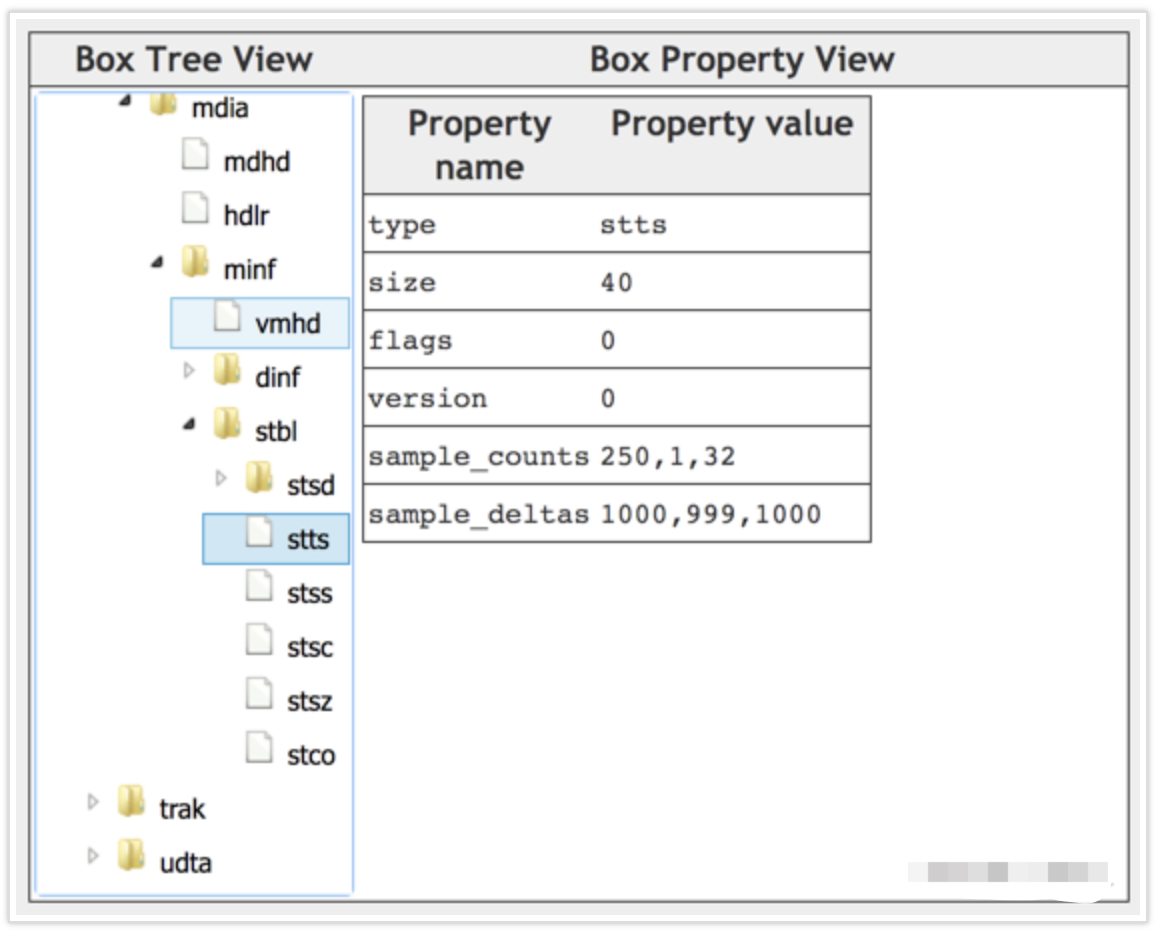 Box Tree View
Box Property View
mdia
mdhd
hdlr
minf
vmhd
dinf
stbl
stsd
stts
stss
stsc
stsz
stco
trak
udta
Property name Property value
type stts
size 40
flags 0
version 0
sample_counts 250,1,32
sample_deltas 1000,999,1000